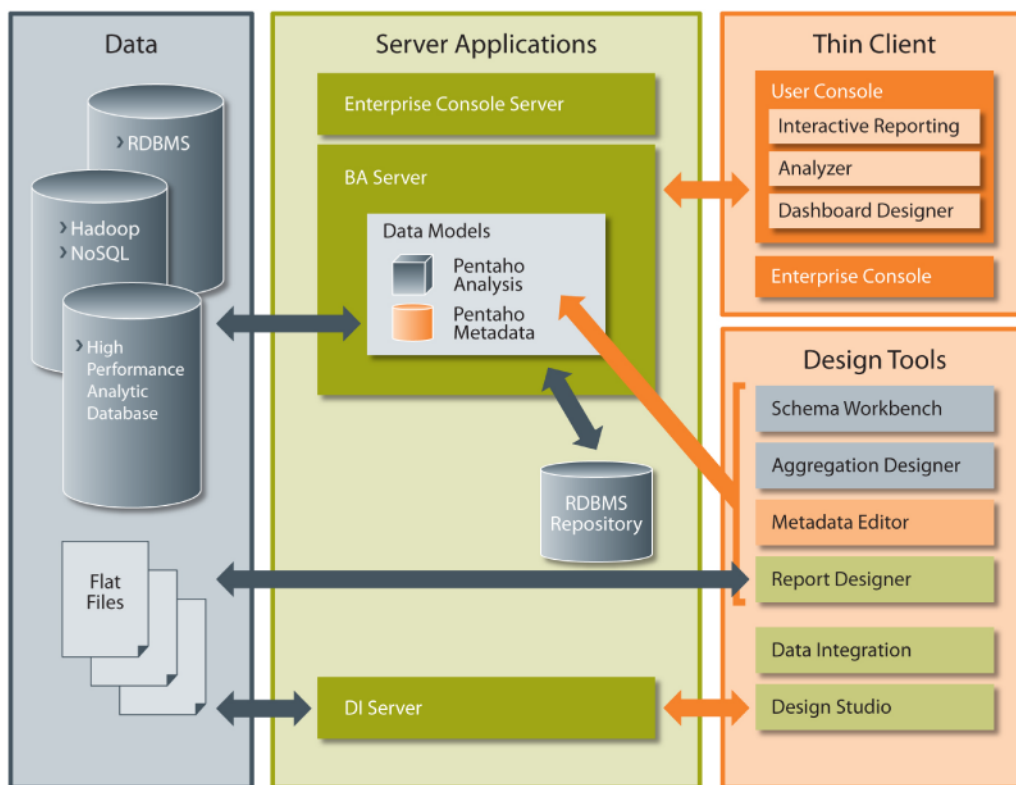 Data
› RDBMS
› Hadoop
› NoSQL
› High
Performance
Analytic
Database
Flat
Files
Server Applications
Enterprise Console Server
BA Server
Data Models
Pentaho
Analysis
Pentaho
Metadata
RDBMS
Repository
DI Server
Thin Client
User Console
Interactive Reporting
Analyzer
Dashboard Designer
Enterprise Console
Design Tools
Schema Workbench
Aggregation Designer
Metadata Editor
Report Designer
Data Integration
Design Studio